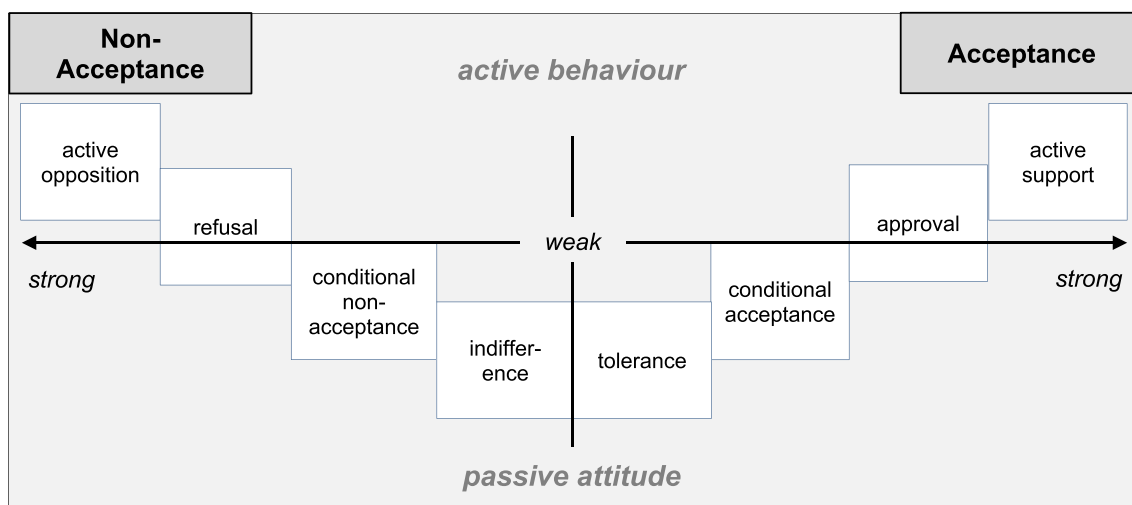 Non-
Acceptance
active behaviour
Acceptance
active
opposition
refusal
conditional
non-
acceptance
indiffer-
ence
tolerance
conditional
acceptance
approval
active
support
weak
strong
strong
passive attitude